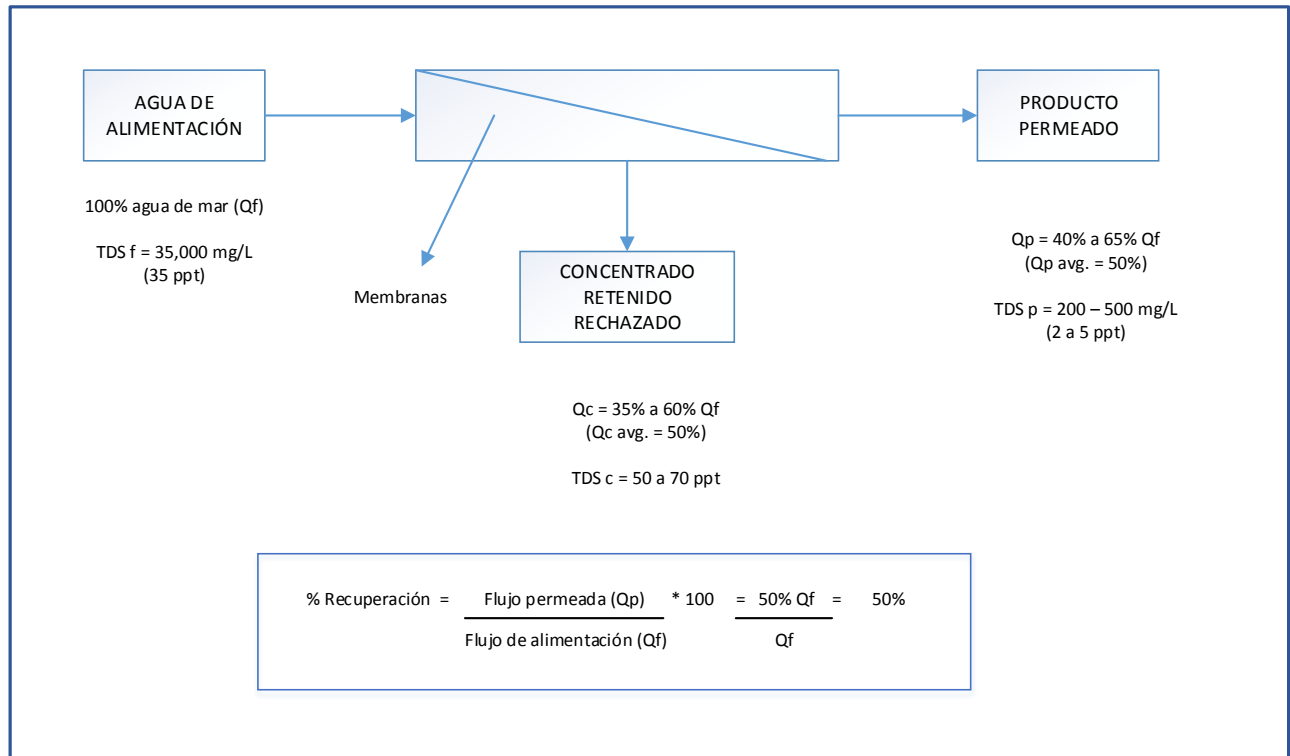 AGUA DE
ALIMENTACIÓN
100% agua de mar (Qf)
TDS f = 35,000 mg/L
(35 ppt)
Membranas
CONCENTRADO
RETENIDO
RECHAZADO
Qc = 35% a 60% Qf
(Qc avg. = 50%)
TDS c = 50 a 70 ppt
PRODUCTO
PERMEADO
Qp = 40% a 65% Qf
(Qp avg. = 50%)
TDS p = 200 – 500 mg/L
(2 a 5 ppt)
% Recuperación = Flujo permeada (Qp) * 100 = 50% Qf = 50%
Flujo de alimentación (Qf) Qf